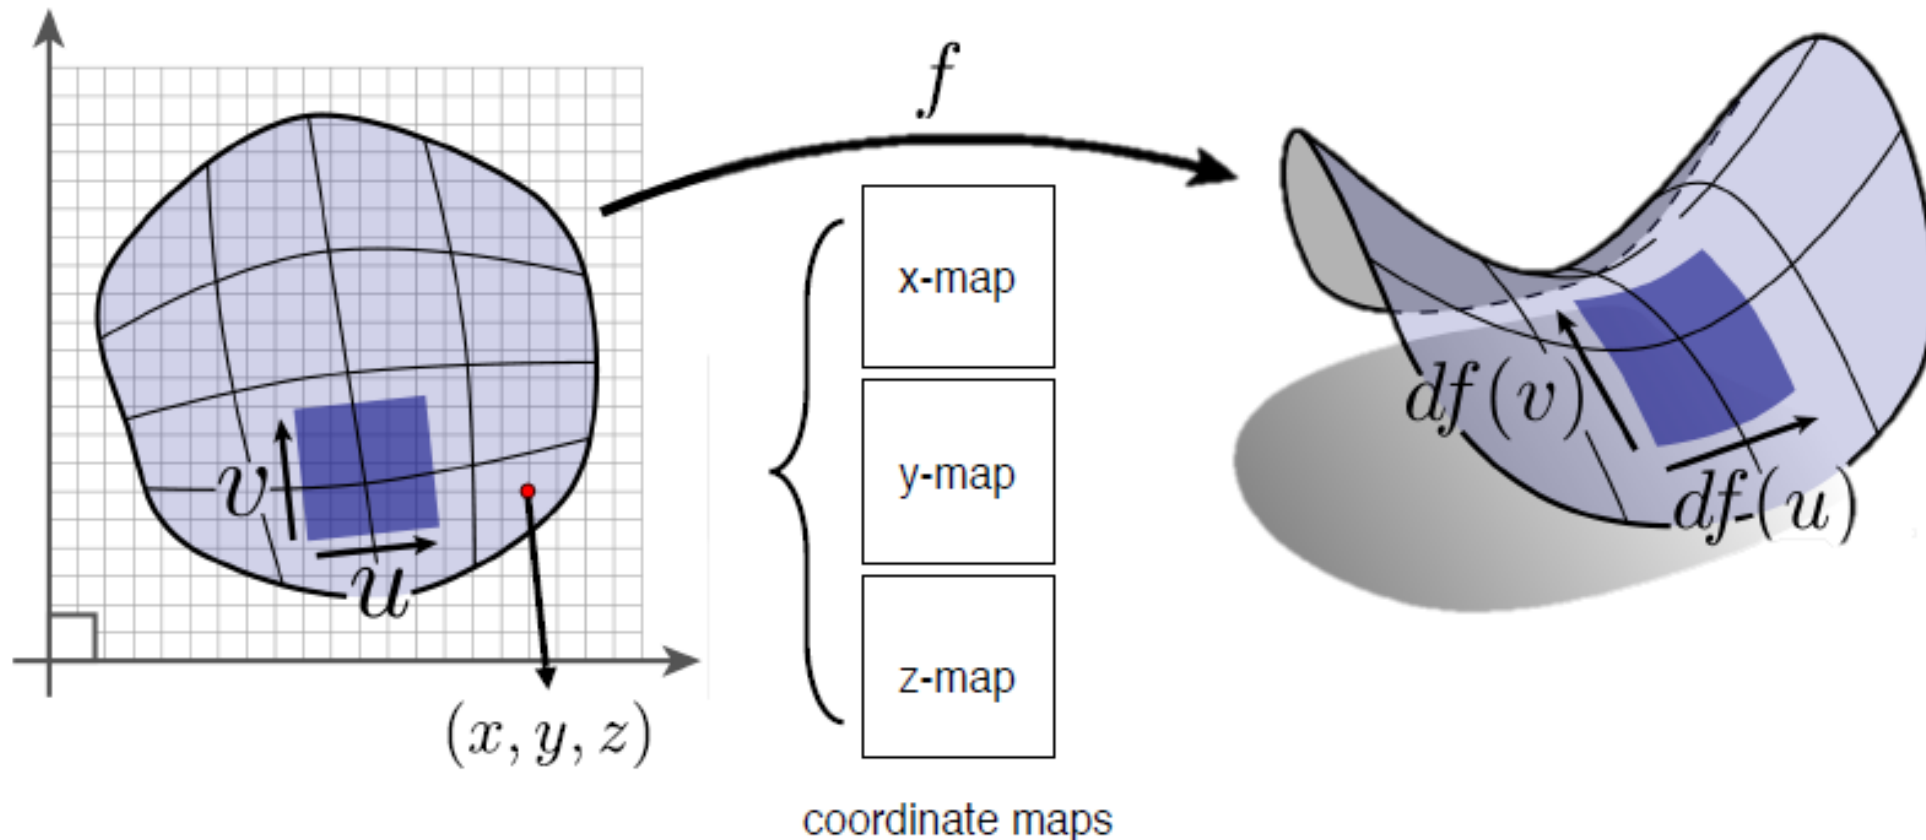 f
x-map
y-map
z-map
coordinate maps
v
u
(x, y, z)
df(v)
df(u)